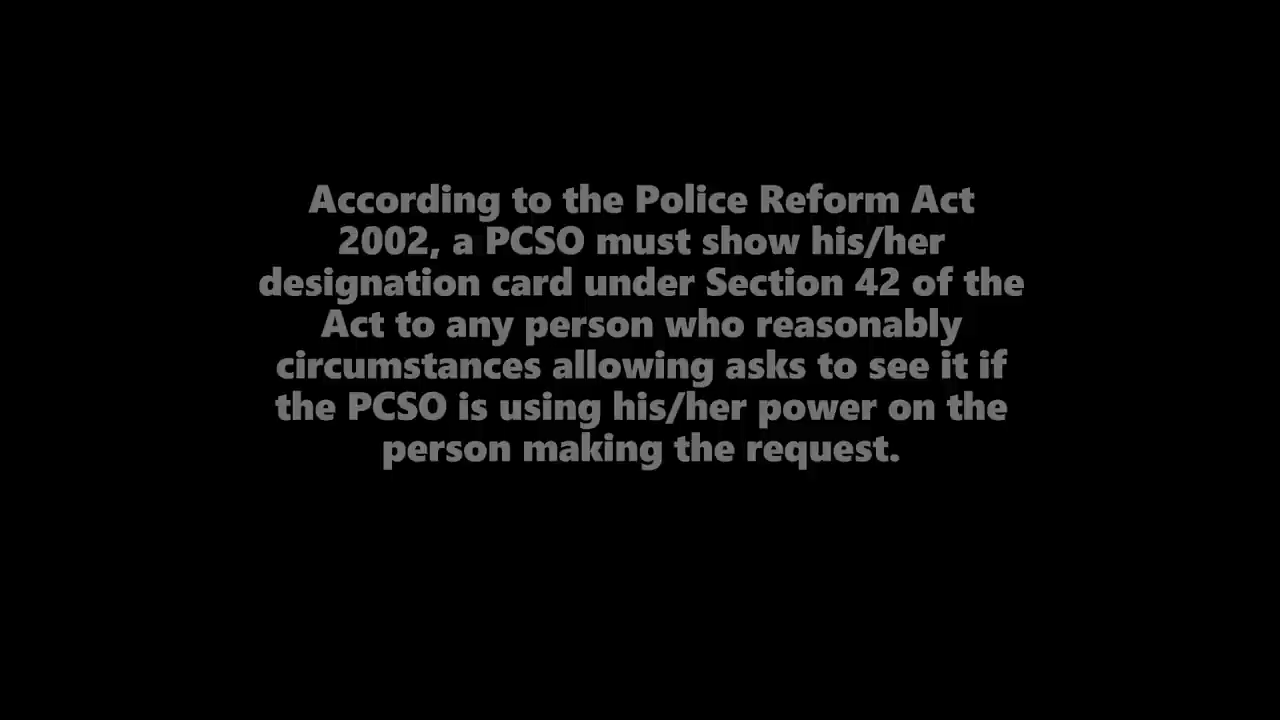 According to the Police Reform Act
2002, a PCSO must show his/her
designation card under Section 42 of the
Act to any person who reasonably
circumstances allowing asks to see it if
the PCSO is using his/her power on the
person making the request.